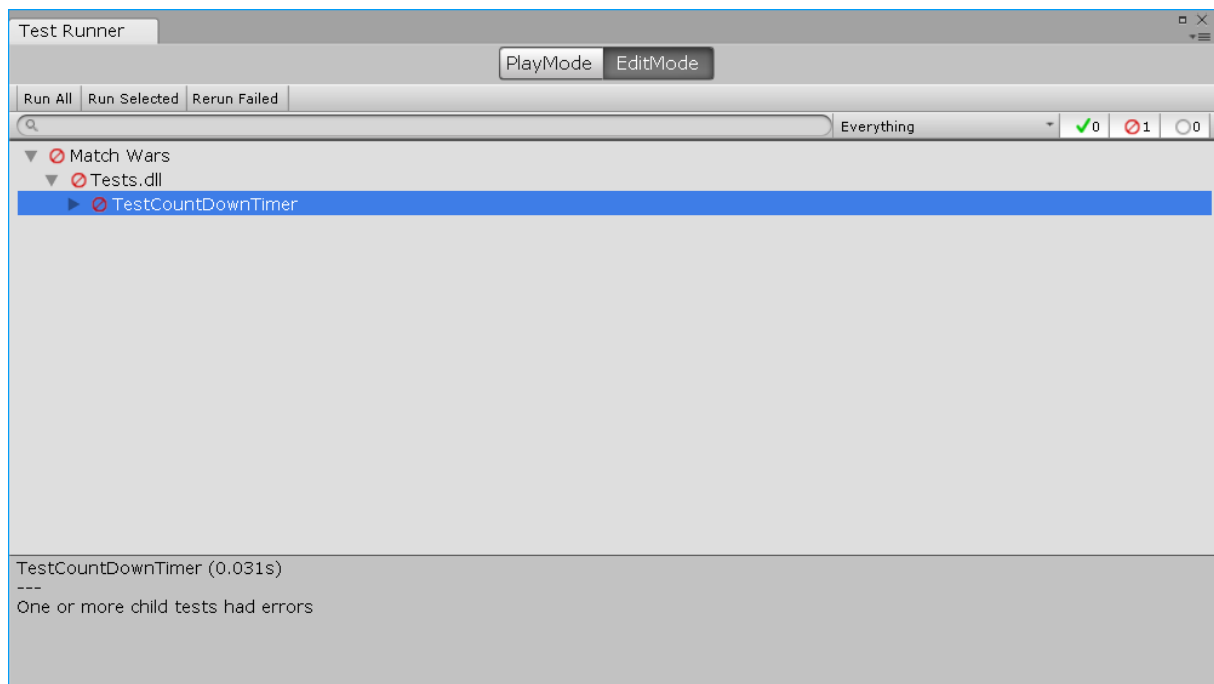 Test Runner
PlayMode EditMode
Run All Run Selected Rerun Failed
Everything 0 1 0
Match Wars
Tests.dll
TestCountDownTimer
TestCountDownTimer (0.031s)
---
One or more child tests had errors